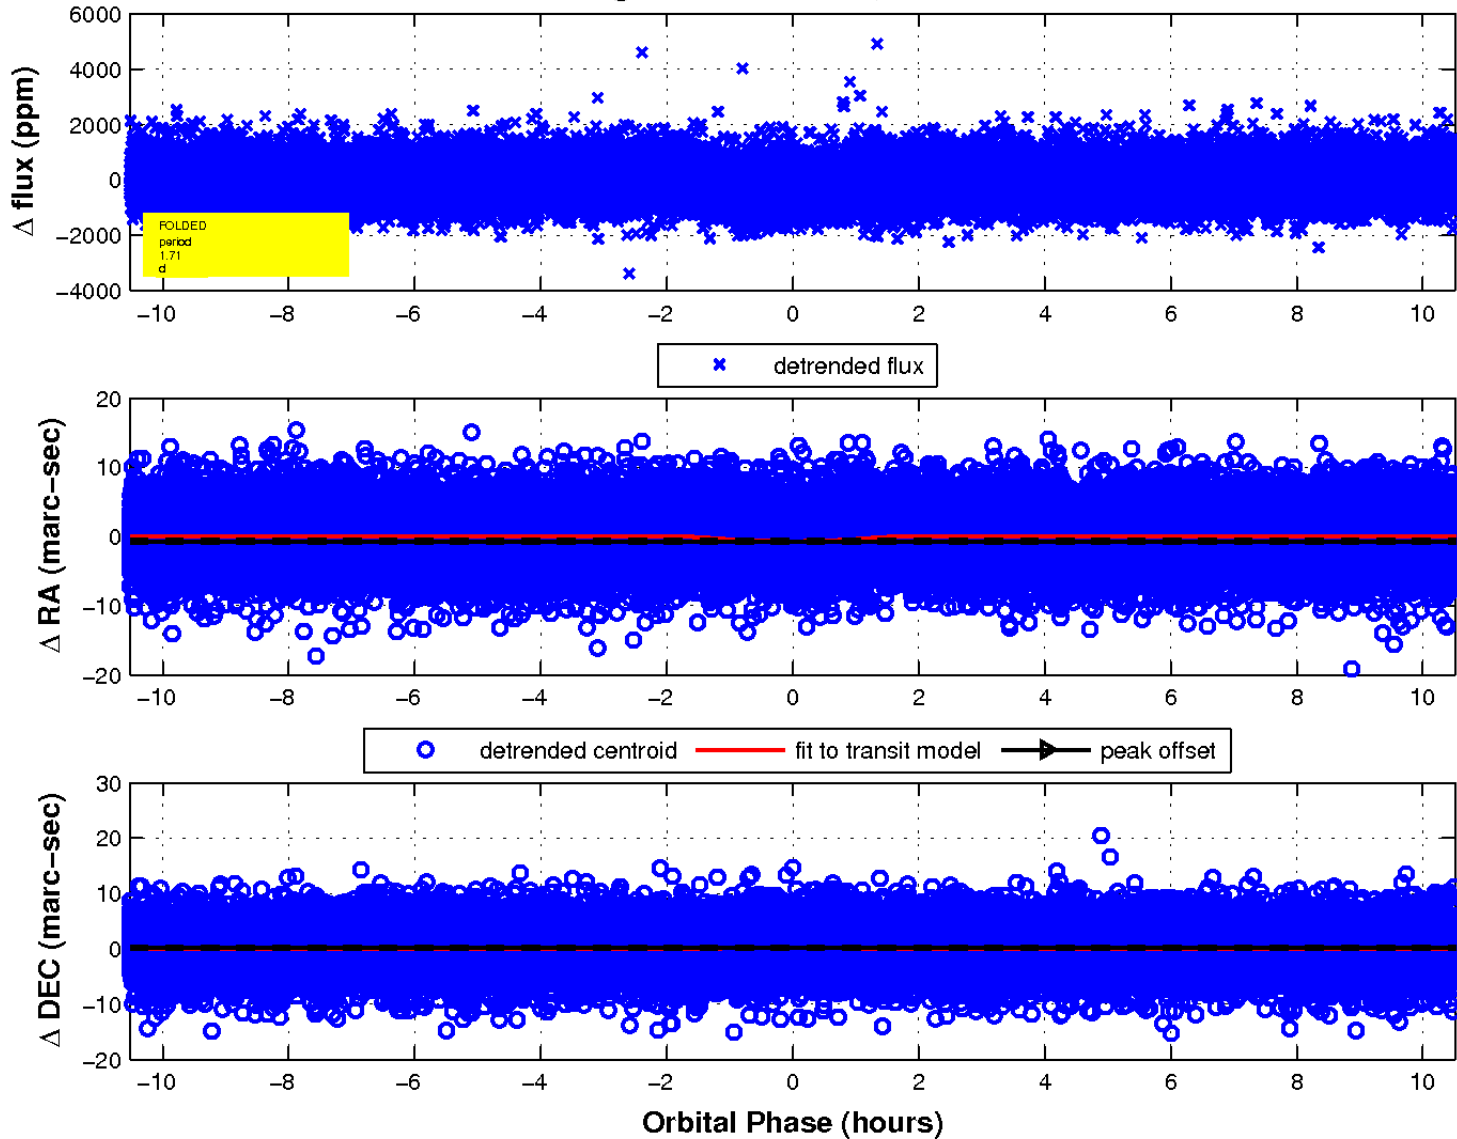 6000
4000
2000
0
−2000
−4000
Δ flux (ppm)
FOLDED
period
1.71
d
−10 −8 −6 −4 −2 0 2 4 6 8 10
detrended flux
20
10
0
−10
−20
Δ RA (marc−sec)
−10 −8 −6 −4 −2 0 2 4 6 8 10
detrended centroid fit to transit model peak offset
30
20
10
0
−10
−20
Δ DEC (marc−sec)
−10 −8 −6 −4 −2 0 2 4 6 8 10
Orbital Phase (hours)